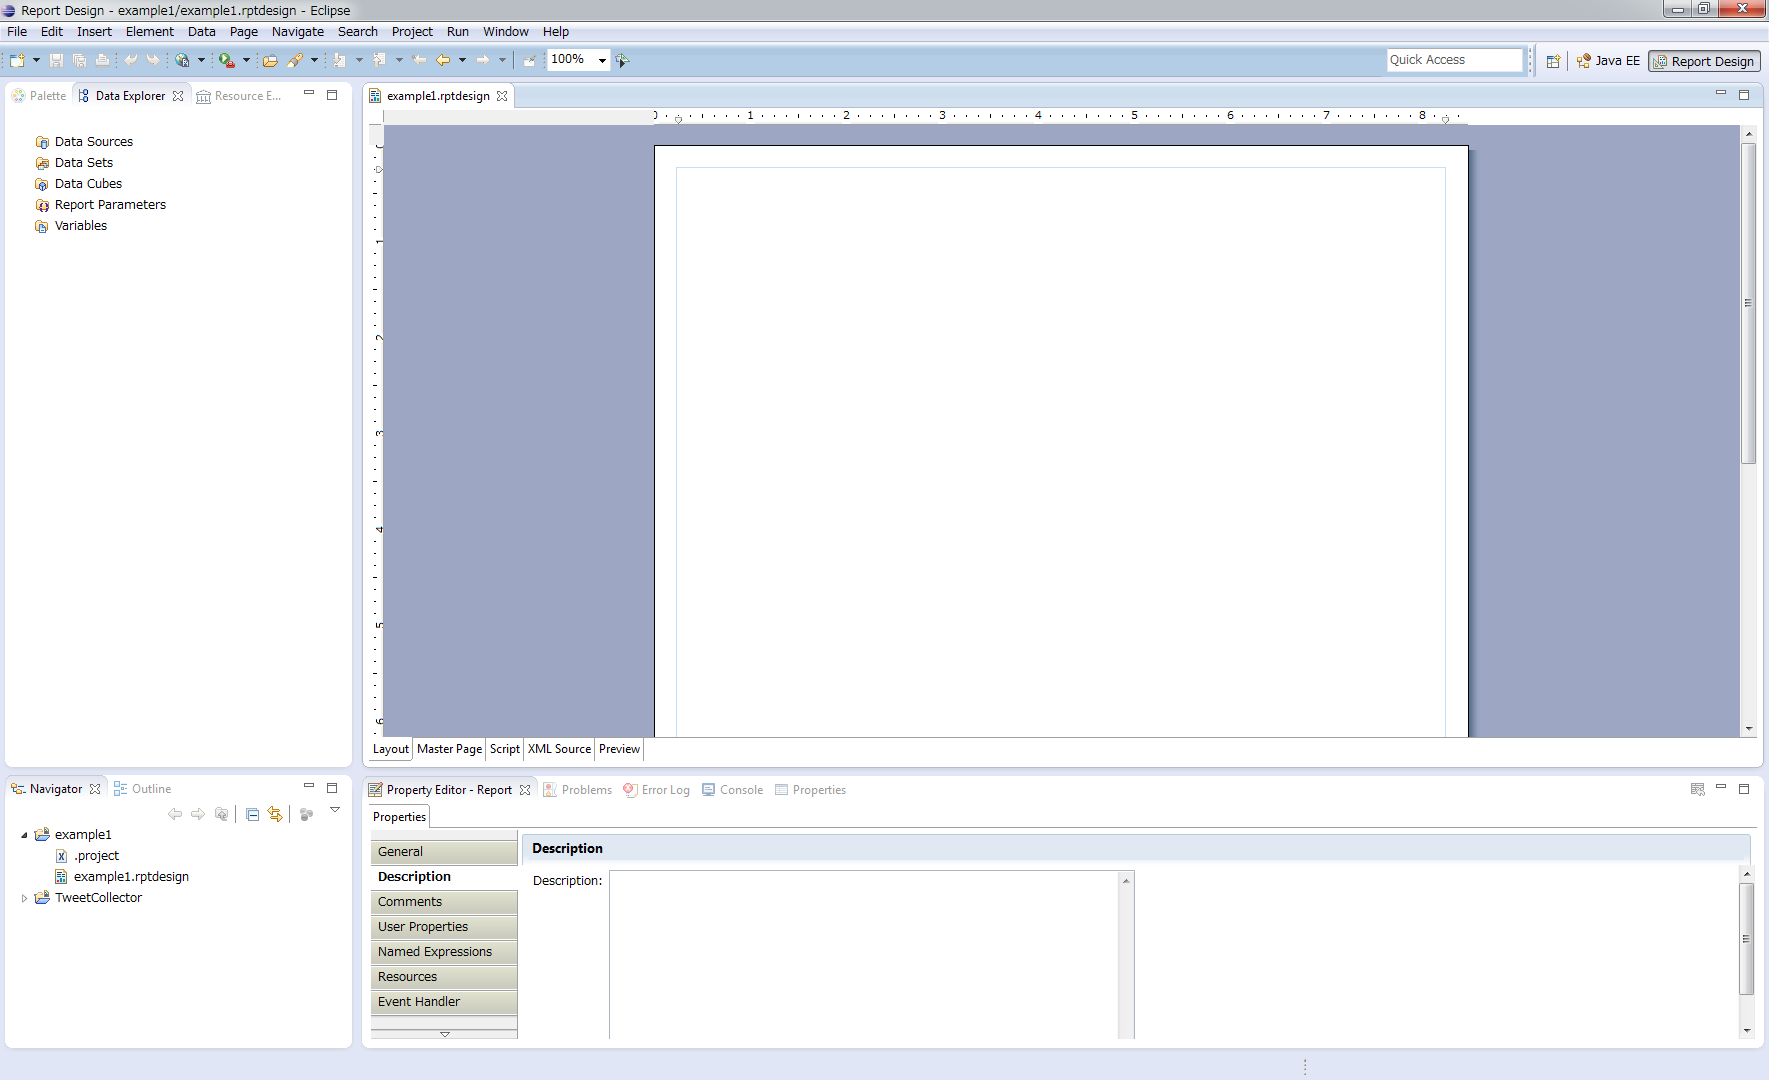 Report Design - example1/example1.rptdesign - Eclipse
File Edit Insert Element Data Page Navigate Search Project Run Window Help
100% Quick Access Java EE Report Design
Palette Data Explorer Resource E...
Data Sources
Data Sets
Data Cubes
Report Parameters
Variables
example1.rptdesign
0 1 2 3 4 5 6 7 8
0
1
2
3
4
5
6
Layout Master Page Script XML Source Preview
Navigator Outline
example1
.project
example1.rptdesign
TweetCollector
Property Editor - Report Problems Error Log Console Properties
Properties
General
Description
Comments
User Properties
Named Expressions
Resources
Event Handler
Description
Description: